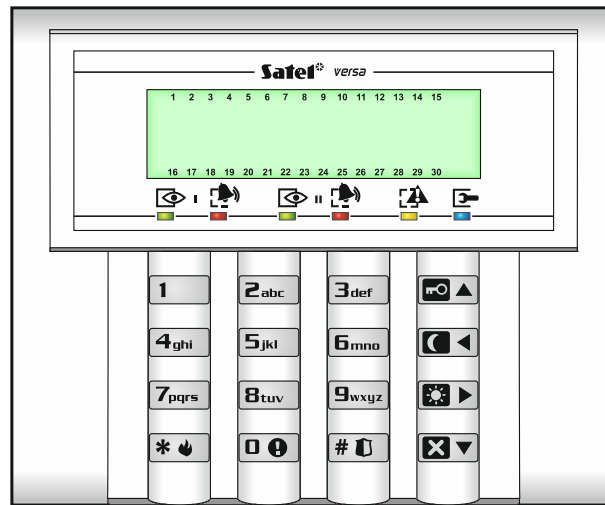 Satel versa
1 2 3 4 5 6 7 8 9 10 11 12 13 14 15
16 17 18 19 20 21 22 23 24 25 26 27 28 29 30
I II
1 2abc 3def
4ghi 5jkl 6mno
7pqrs 8tuv 9wxyz
* 0 #